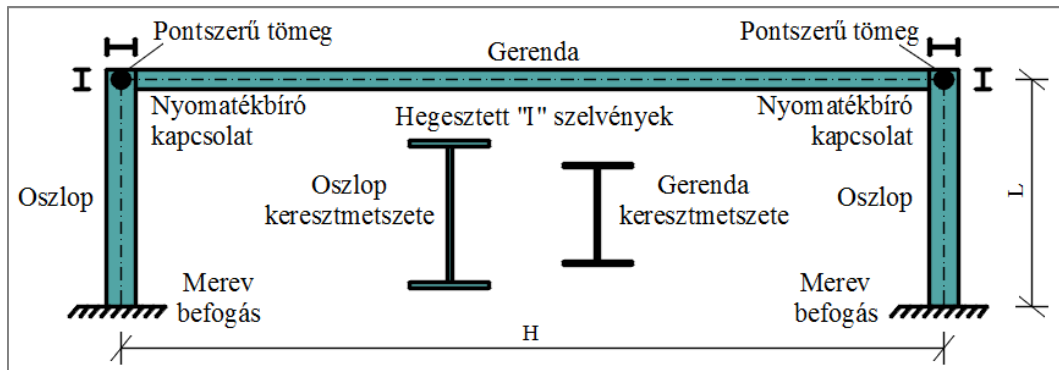 Pontszerű tömeg
Pontszerű tömeg
Gerenda
Nyomatékbíró
kapcsolat
Nyomatékbíró
kapcsolat
Hegesztett "I" szelvények
Oszlop
Oszlop
keresztmetszete
Gerenda
keresztmetszete
Oszlop
L
Merev
befogás
Merev
befogás
H